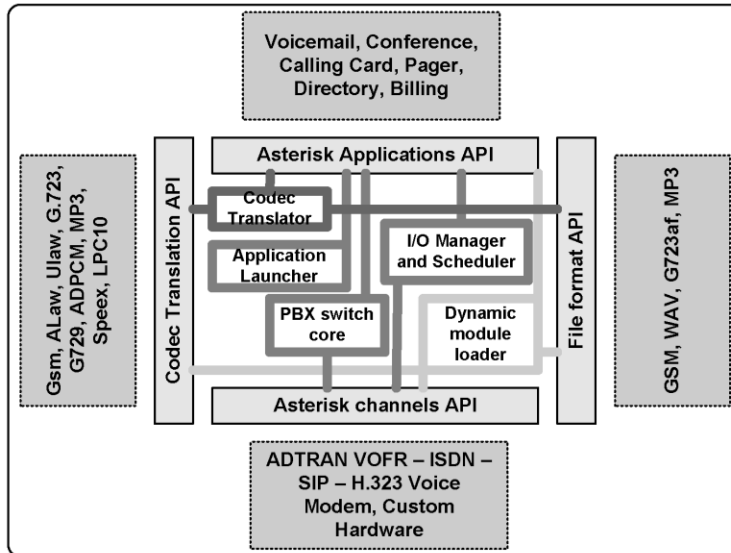 Voicemail, Conference,
Calling Card, Pager,
Directory, Billing
Asterisk Applications API
Gsm, ALaw, Ulaw, G.723,
G729, ADPCM, MP3,
Speex, LPC10
Codec Translation API
Codec
Translator
Application
Launcher
I/O Manager
and Scheduler
PBX switch
core
Dynamic
module
loader
File format API
GSM, WAV, G723af, MP3
Asterisk channels API
ADTRAN VOFR – ISDN –
SIP – H.323 Voice
Modem, Custom
Hardware